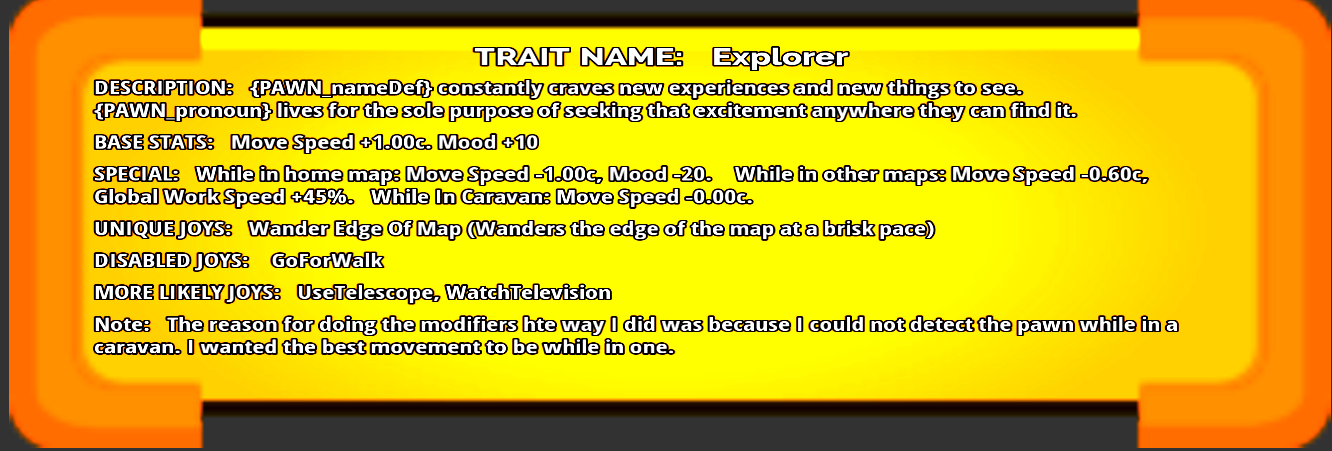 TRAIT NAME: Explorer
DESCRIPTION: {PAWN_nameDef} constantly craves new experiences and new things to see.
{PAWN_pronoun} lives for the sole purpose of seeking that excitement anywhere they can find it.
BASE STATS: Move Speed +1.00c. Mood +10
SPECIAL: While in home map: Move Speed -1.00c, Mood -20. While in other maps: Move Speed -0.60c,
Global Work Speed +45%. While In Caravan: Move Speed -0.00c.
UNIQUE JOYS: Wander Edge Of Map (Wanders the edge of the map at a brisk pace)
DISABLED JOYS: GoForWalk
MORE LIKELY JOYS: UseTelescope, WatchTelevision
Note: The reason for doing the modifiers hte way I did was because I could not detect the pawn while in a
caravan. I wanted the best movement to be while in one.